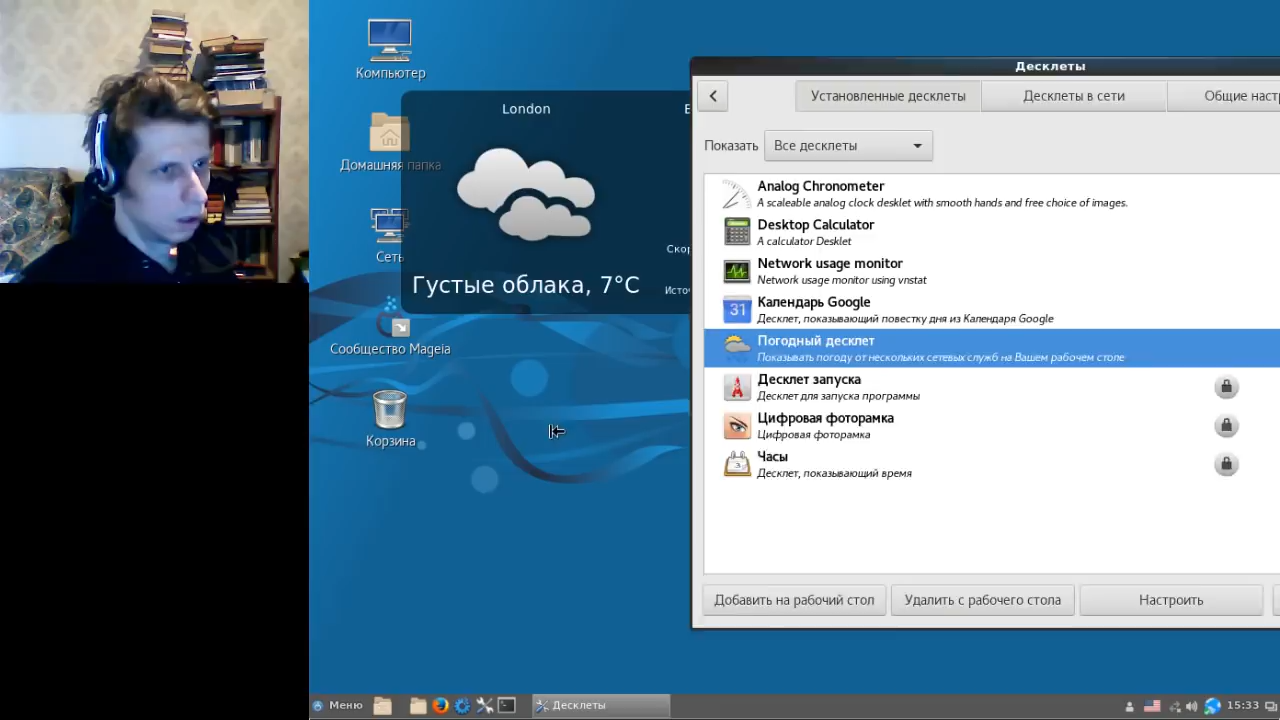 Компьютер
Домашняя папка
Сеть
Сообщество Mageia
Корзина
London
Густые облака, 7°C
Десклеты
Установленные десклеты
Десклеты в сети
Общие
Показать
Все десклеты
Analog Chronometer
A scaleable analog clock desklet with smooth hands and free choice of images.
Desktop Calculator
A calculator Desklet
Network usage monitor
Network usage monitor using vnstat
31
Календарь Google
Десклет, показывающий повестку дня из Календаря Google
Погодный десклет
Показывать погоду от нескольких сетевых служб на Вашем рабочем столе
Десклет запуска
Десклет для запуска программы
Цифровая фоторамка
Цифровая фоторамка
3
Часы
Десклет, показывающий время
Добавить на рабочий стол
Удалить с рабочего стола
Настроить
Меню
Десклеты
15:33